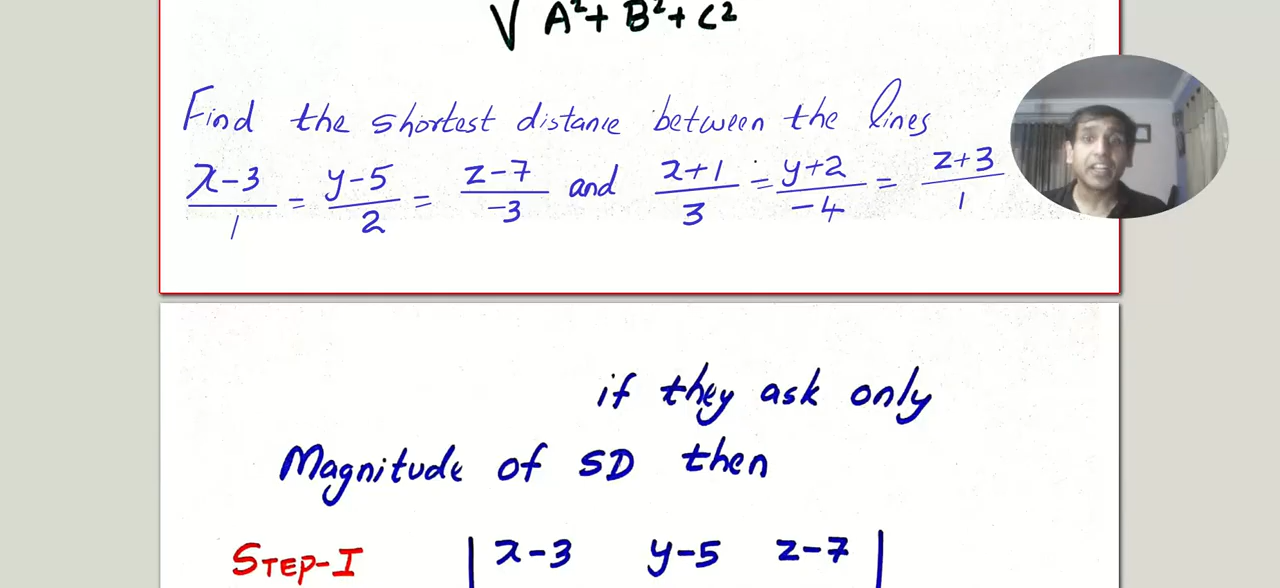 √ A²+ B²+ C²
Find the shortest distance between the lines
x-3/1 = y-5/2 = z-7/-3 and x+1/3 = y+2/-4 = z+3/1
if they ask only
Magnitude of SD then
STEP-I | x-3 y-5 z-7 |